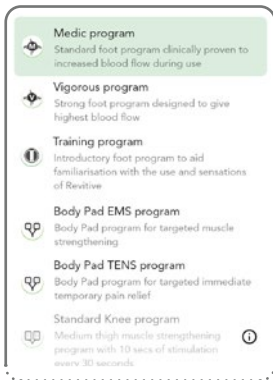 Medic program
Standard foot program clinically proven to
increased blood flow during use
Vigorous program
Strong foot program designed to give
highest blood flow
Training program
Introductory foot program to aid
familiarisation with the use and sensations
of Revitive
Body Pad EMS program
Body Pad program for targeted muscle
strengthening
Body Pad TENS program
Body Pad program for targeted immediate
temporary pain relief
Standard Knee program
Medium thigh muscle strengthening
program with 10 secs of stimulation
every 30 seconds